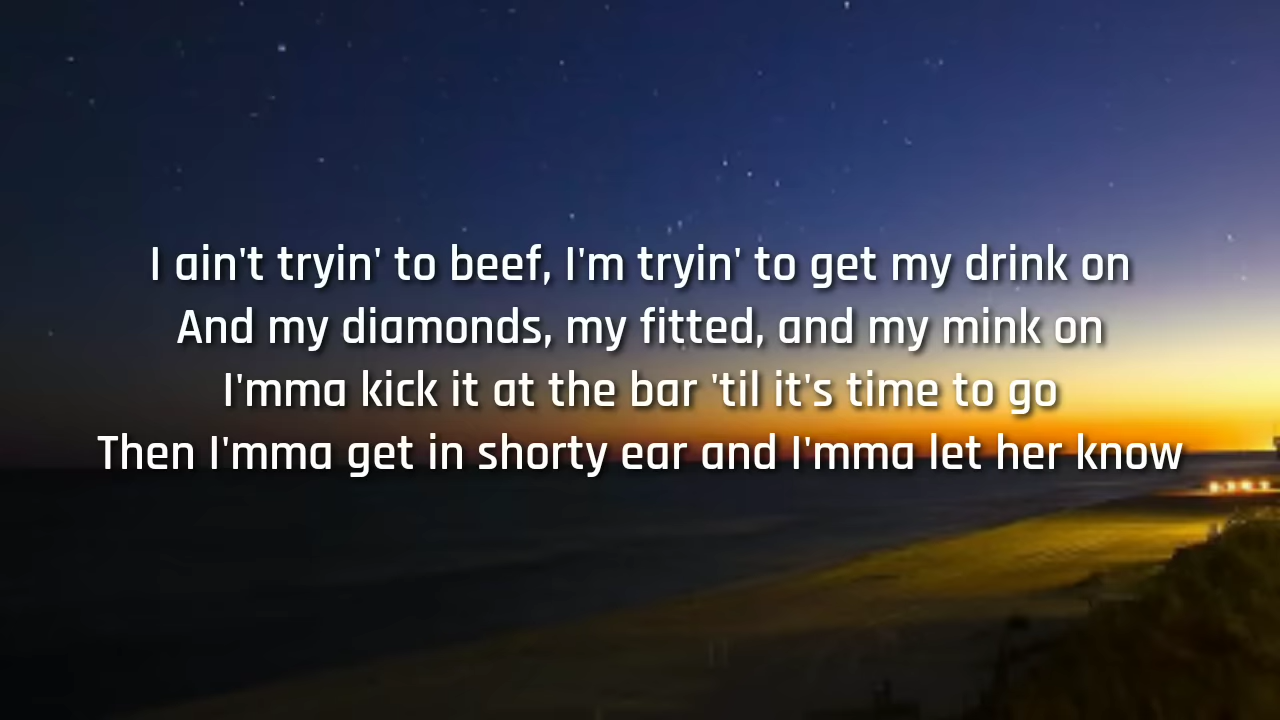 I ain't tryin' to beef, I'm tryin' to get my drink on
And my diamonds, my fitted, and my mink on
I'mma kick it at the bar 'til it's time to go
Then I'mma get in shorty ear and I'mma let her know